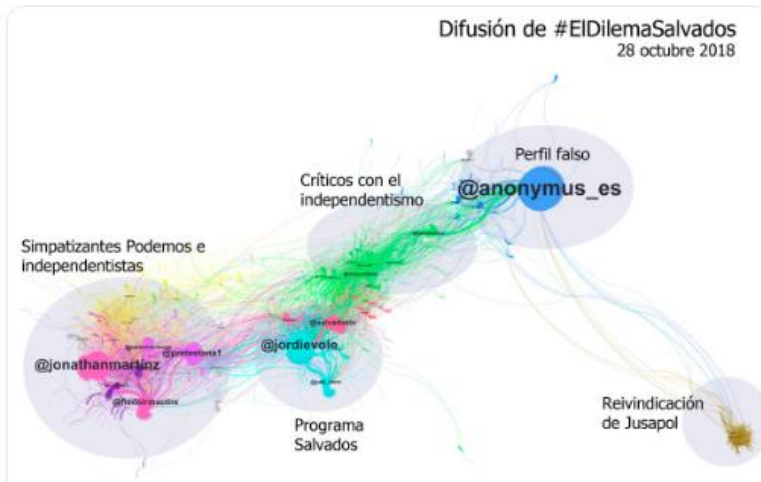 Difusión de #ElDilemaSalvados
28 octubre 2018
Perfil falso
@anonymus_es
Críticos con el
independentismo
Simpatizantes Podemos e
independentistas
@jonathanmartínz
@jordievole
Programa
Salvados
Reivindicación
de Jusapol